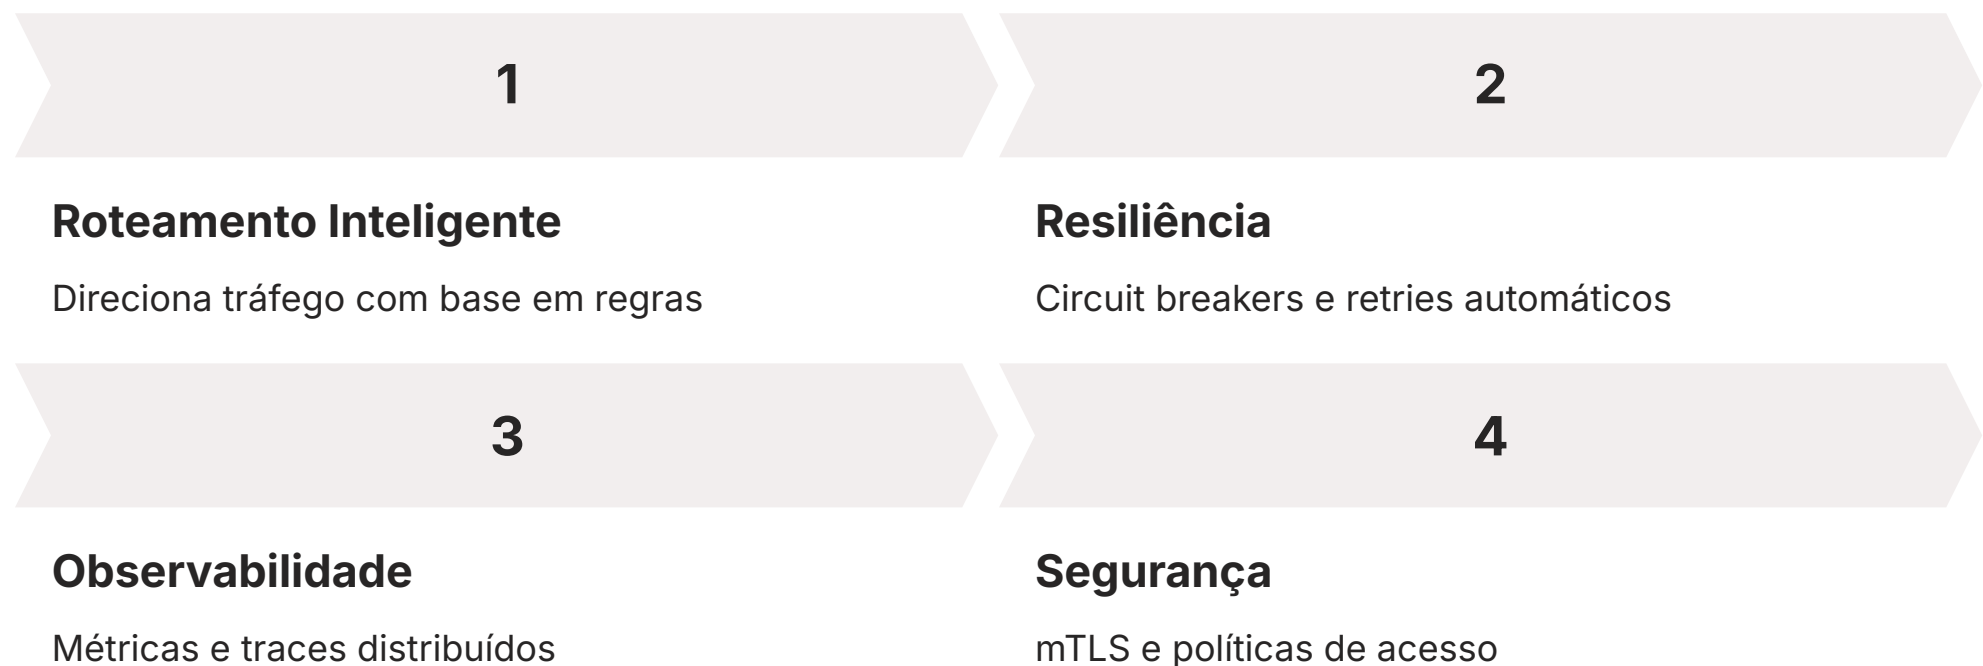 1
2
Roteamento Inteligente
Direciona tráfego com base em regras
Resiliência
Circuit breakers e retries automáticos
3
4
Observabilidade
Métricas e traces distribuídos
Segurança
mTLS e políticas de acesso